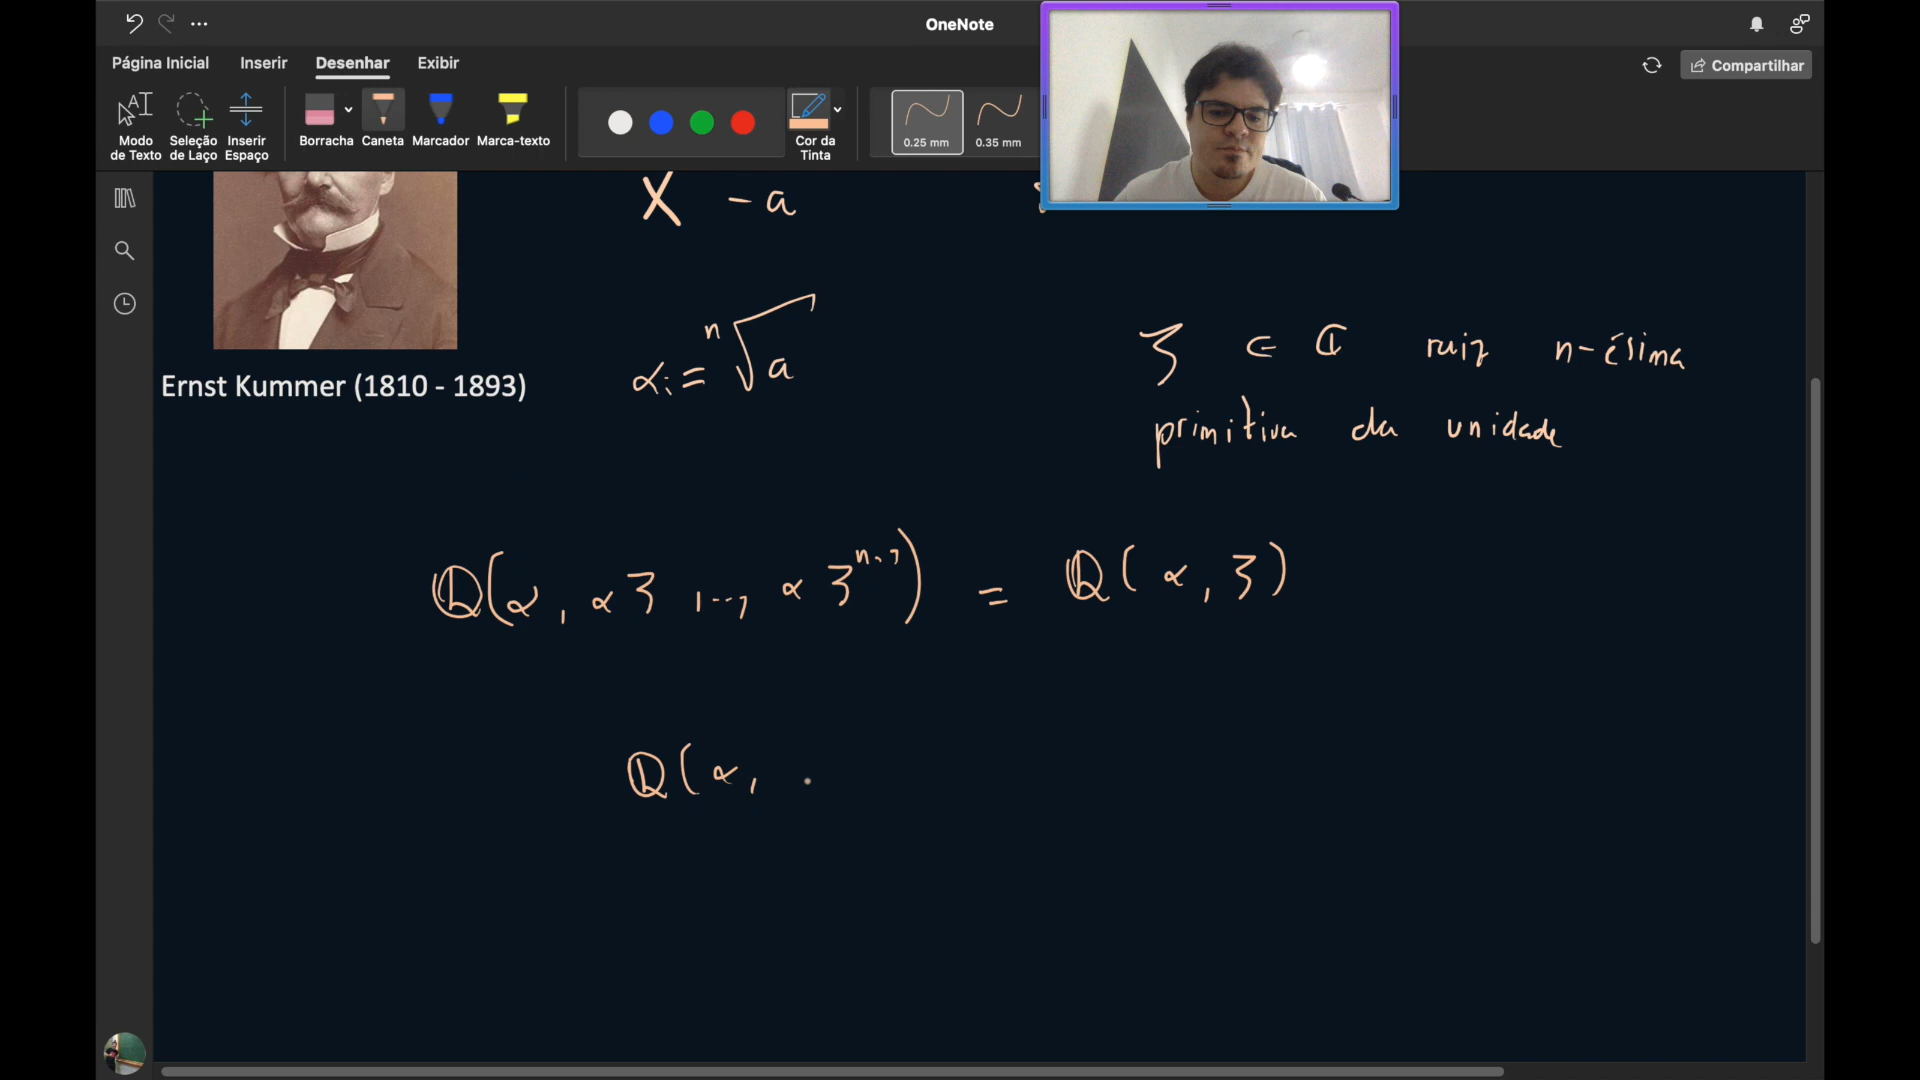 OneNote
Página Inicial Inserir Desenhar Exibir
Compartilhar
Modo de Texto
Seleção de Laço
Inserir Espaço
Borracha
Caneta
Marcador
Marca-texto
Cor da Tinta
0.25 mm
0.35 mm
X - a
αᵢ = ⁿ√a
ζ ∈ ℂ raiz n-ésima
primitiva da unidade
Ernst Kummer (1810 - 1893)
ℚ(α, αζ, ..., αζⁿ⁻¹) = ℚ(α, ζ)
ℚ(α,